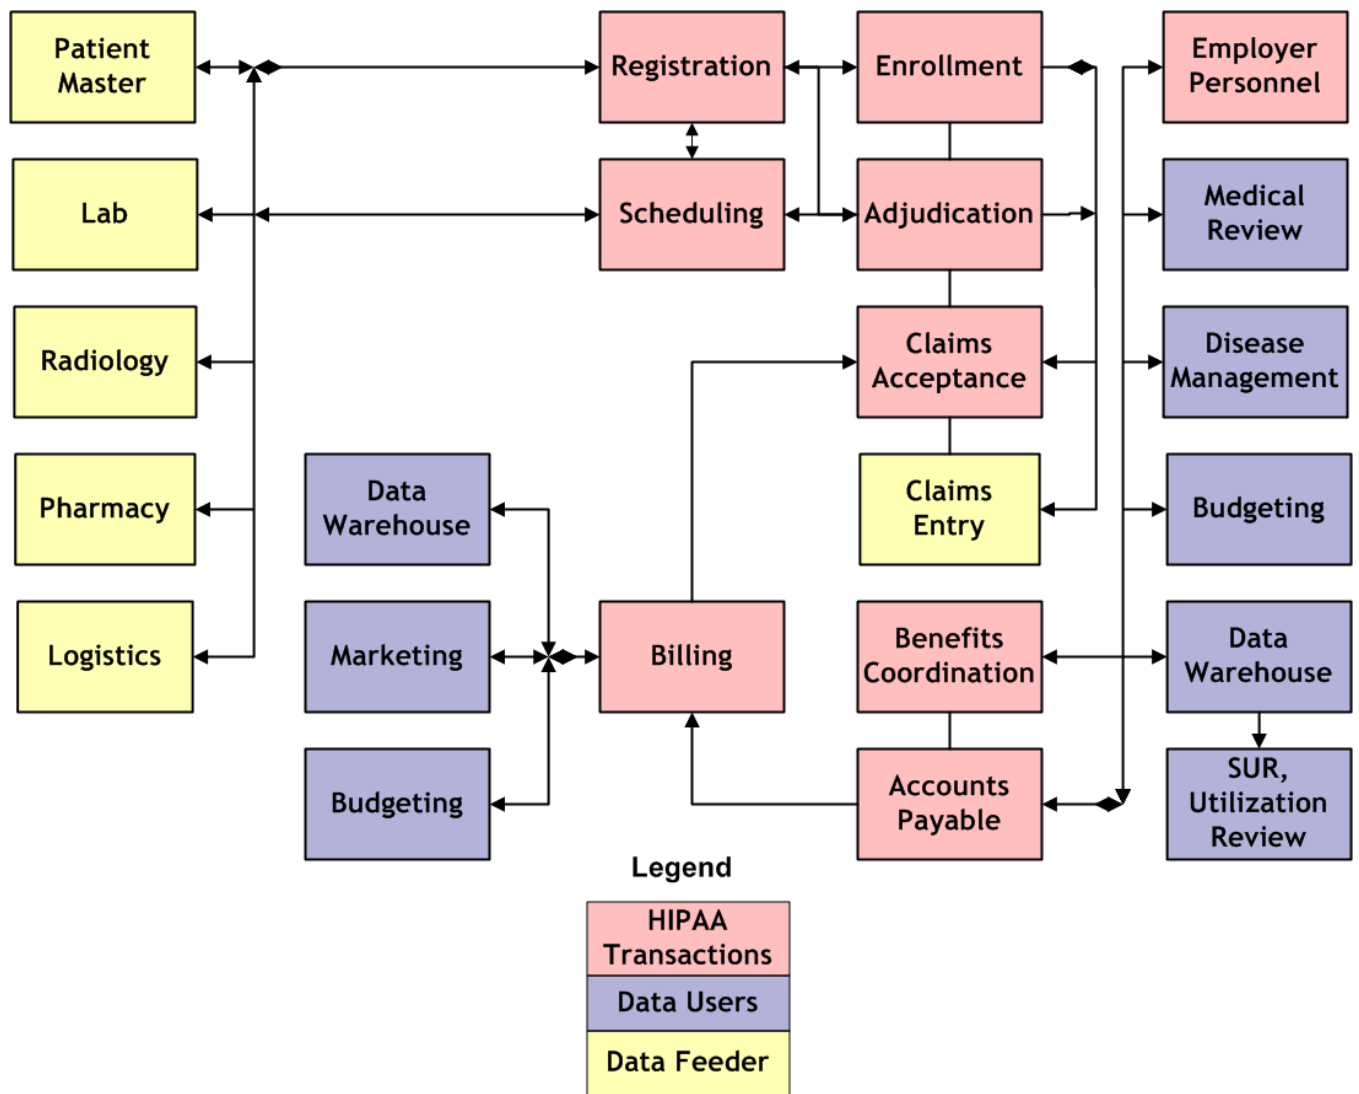 Patient
Master
Registration
Enrollment
Employer
Personnel
Lab
Scheduling
Adjudication
Medical
Review
Radiology
Claims
Acceptance
Disease
Management
Pharmacy
Data
Warehouse
Claims
Entry
Budgeting
Logistics
Marketing
Billing
Benefits
Coordination
Data
Warehouse
Budgeting
Accounts
Payable
SUR,
Utilization
Review
Legend
HIPAA
Transactions
Data Users
Data Feeder